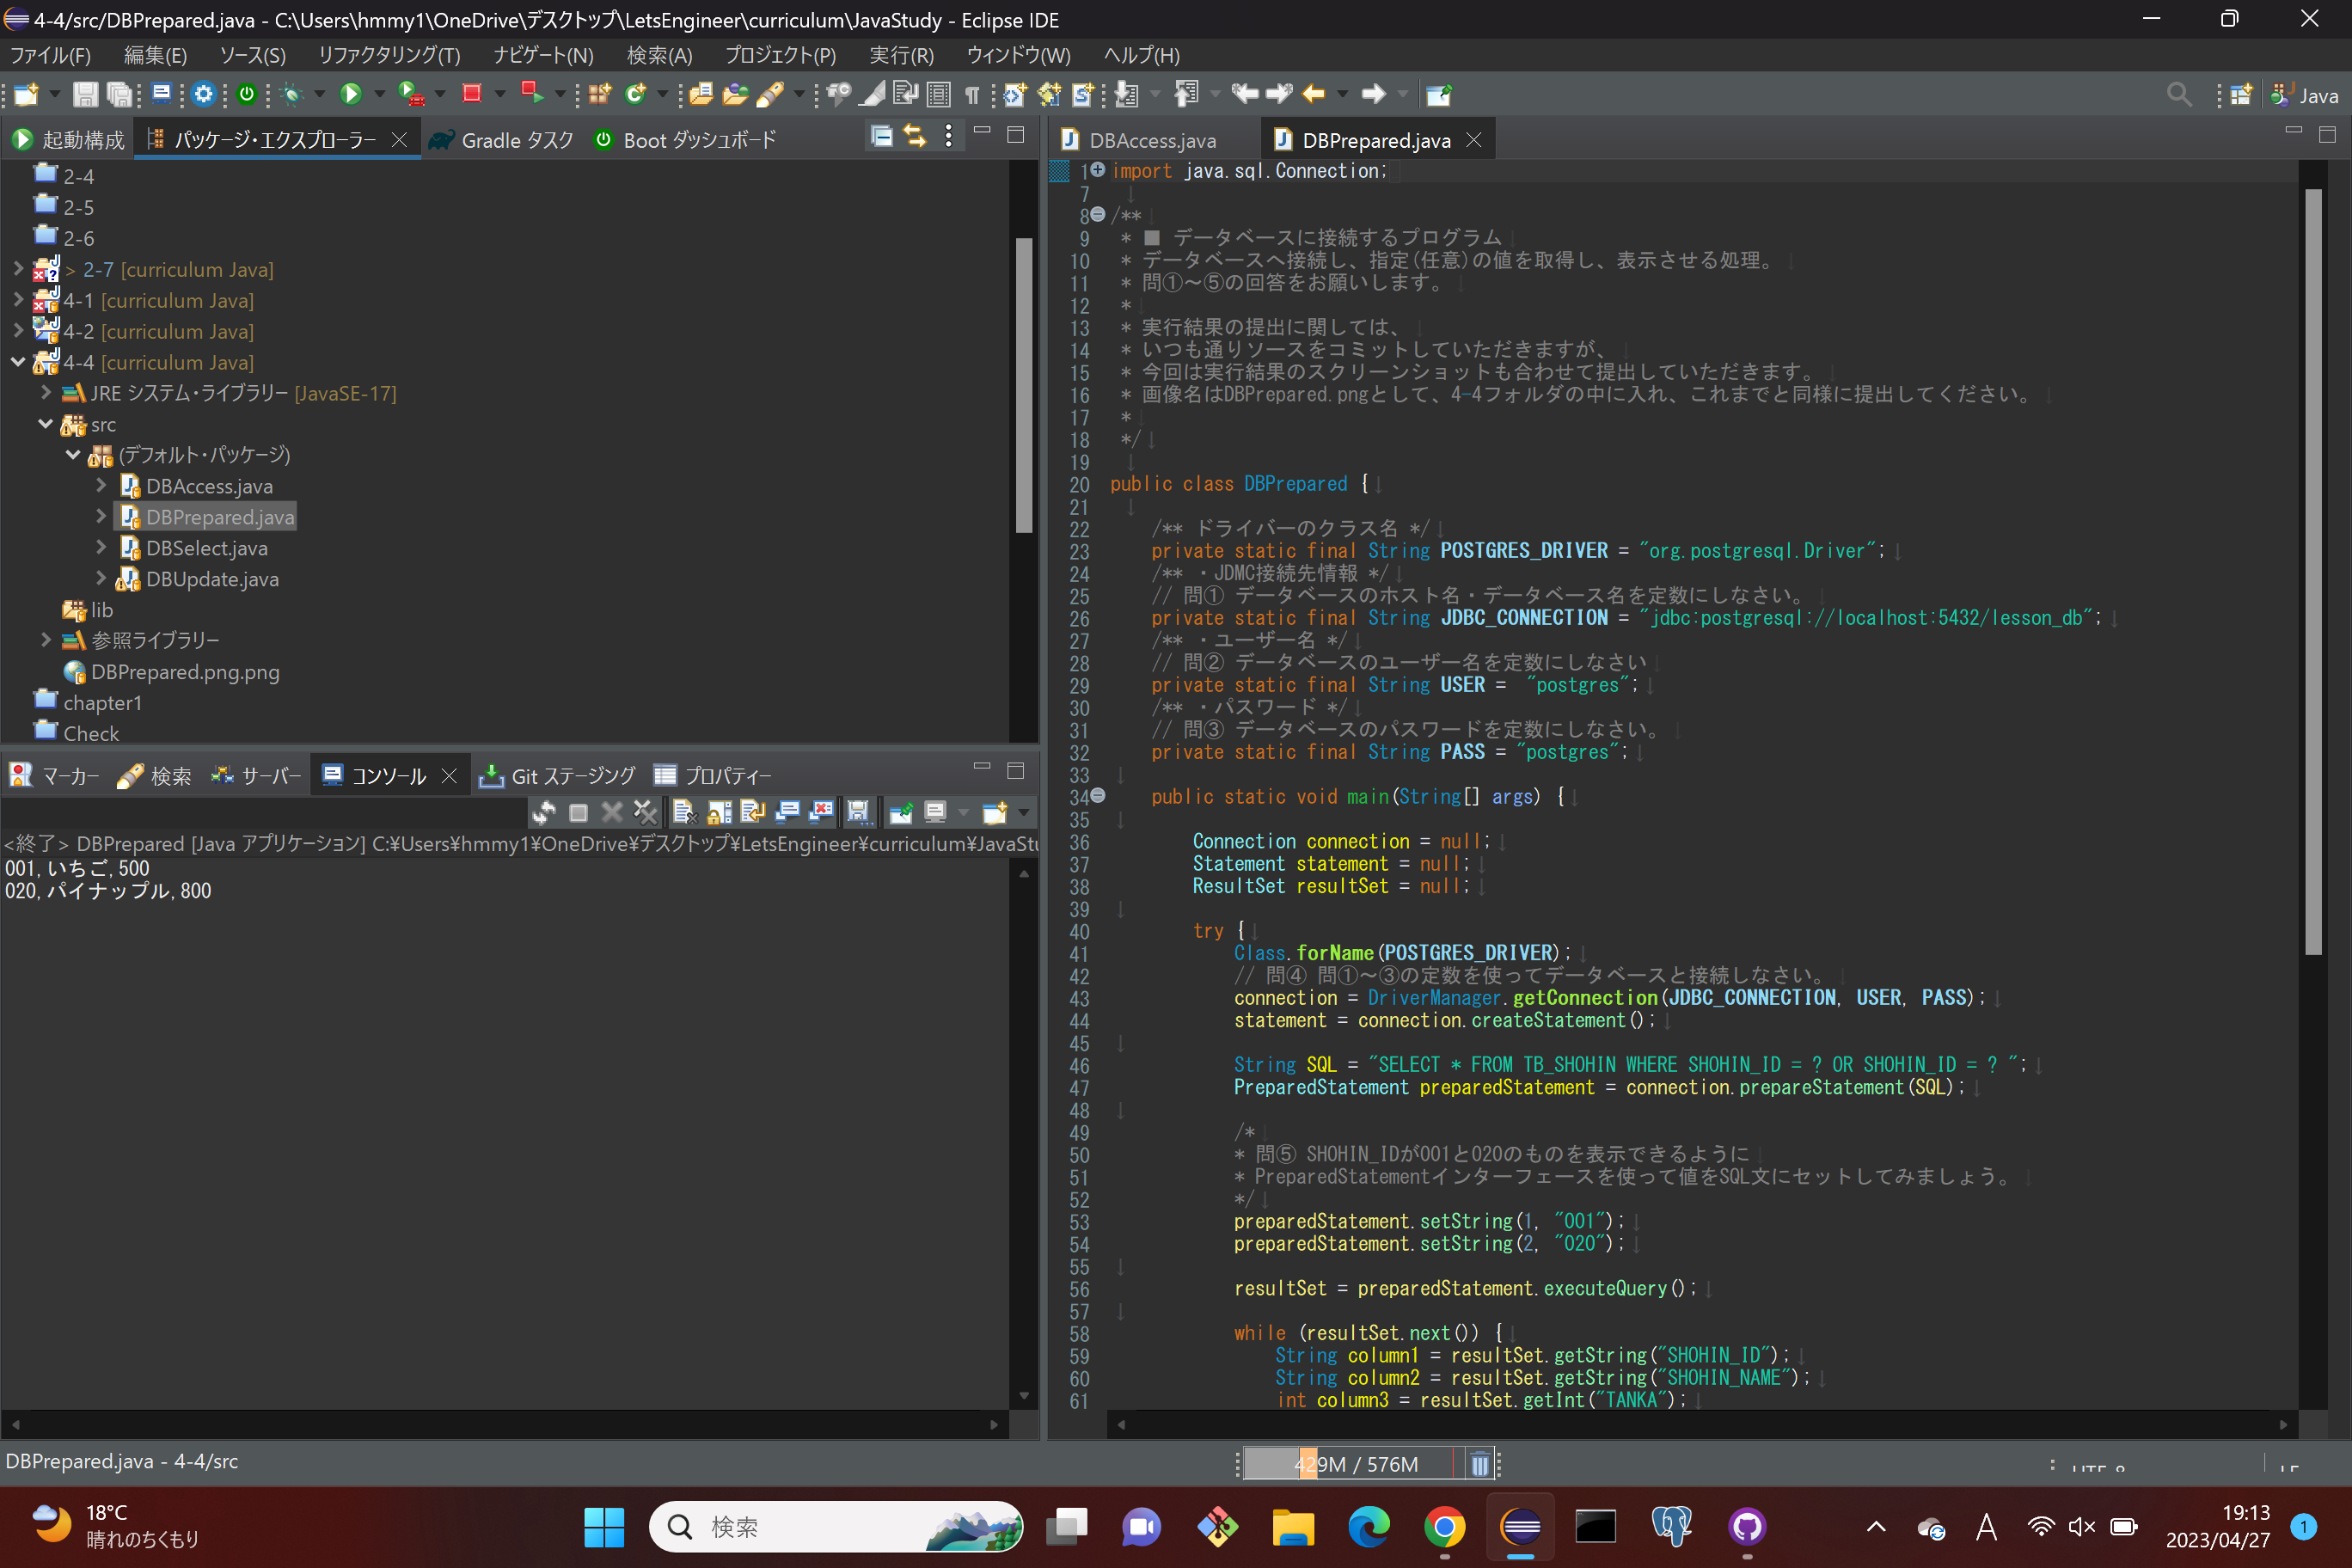 4-4/src/DBPrepared.java - C:\Users\hmmy1\OneDrive\デスクトップ\LetsEngineer\curriculum\JavaStudy - Eclipse IDE
ファイル(F) 編集(E) ソース(S) リファクタリング(T) ナビゲート(N) 検索(A) プロジェクト(P) 実行(R) ウィンドウ(W) ヘルプ(H)
Java
起動構成 パッケージ・エクスプローラー Gradle タスク Boot ダッシュボード
2-4
2-5
2-6
> 2-7 [curriculum Java]
4-1 [curriculum Java]
4-2 [curriculum Java]
4-4 [curriculum Java]
JRE システム・ライブラリー [JavaSE-17]
src
(デフォルト・パッケージ)
DBAccess.java
DBPrepared.java
DBSelect.java
DBUpdate.java
lib
参照ライブラリー
DBPrepared.png.png
chapter1
Check
マーカー 検索 サーバー コンソール Git ステージング プロパティー
<終了> DBPrepared [Java アプリケーション] C:¥Users¥hmmy1¥OneDrive¥デスクトップ¥LetsEngineer¥curriculum¥JavaStu
001,いちご,500
020,パイナップル,800
DBAccess.java DBPrepared.java
1 import java.sql.Connection;
7
8 /**
9 * ■ データベースに接続するプログラム
10 * データベースへ接続し、指定(任意)の値を取得し、表示させる処理。
11 * 問①〜⑤の回答をお願いします。
12 *
13 * 実行結果の提出に関しては、
14 * いつも通りソースをコミットしていただきますが、
15 * 今回は実行結果のスクリーンショットも合わせて提出していただきます。
16 * 画像名はDBPrepared.pngとして、4-4フォルダの中に入れ、これまでと同様に提出してください。
17 *
18 */
19
20 public class DBPrepared {
21
22 /** ドライバーのクラス名 */
23 private static final String POSTGRES_DRIVER = "org.postgresql.Driver";
24 /** ・JDMC接続先情報 */
25 // 問① データベースのホスト名・データベース名を定数にしなさい。
26 private static final String JDBC_CONNECTION = "jdbc:postgresql://localhost:5432/lesson_db";
27 /** ・ユーザー名 */
28 // 問② データベースのユーザー名を定数にしなさい
29 private static final String USER = "postgres";
30 /** ・パスワード */
31 // 問③ データベースのパスワードを定数にしなさい。
32 private static final String PASS = "postgres";
33
34 public static void main(String[] args) {
35
36 Connection connection = null;
37 Statement statement = null;
38 ResultSet resultSet = null;
39
40 try {
41 Class.forName(POSTGRES_DRIVER);
42 // 問④ 問①〜③の定数を使ってデータベースと接続しなさい。
43 connection = DriverManager.getConnection(JDBC_CONNECTION, USER, PASS);
44 statement = connection.createStatement();
45
46 String SQL = "SELECT * FROM TB_SHOHIN WHERE SHOHIN_ID = ? OR SHOHIN_ID = ? ";
47 PreparedStatement preparedStatement = connection.prepareStatement(SQL);
48
49 /*
50 * 問⑤ SHOHIN_IDが001と020のものを表示できるように
51 * PreparedStatementインターフェースを使って値をSQL文にセットしてみましょう。
52 */
53 preparedStatement.setString(1, "001");
54 preparedStatement.setString(2, "020");
55
56 resultSet = preparedStatement.executeQuery();
57
58 while (resultSet.next()) {
59 String column1 = resultSet.getString("SHOHIN_ID");
60 String column2 = resultSet.getString("SHOHIN_NAME");
61 int column3 = resultSet.getInt("TANKA");
DBPrepared.java - 4-4/src
429M / 576M
18°C
晴れのちくもり
検索
A
19:13
2023/04/27
1